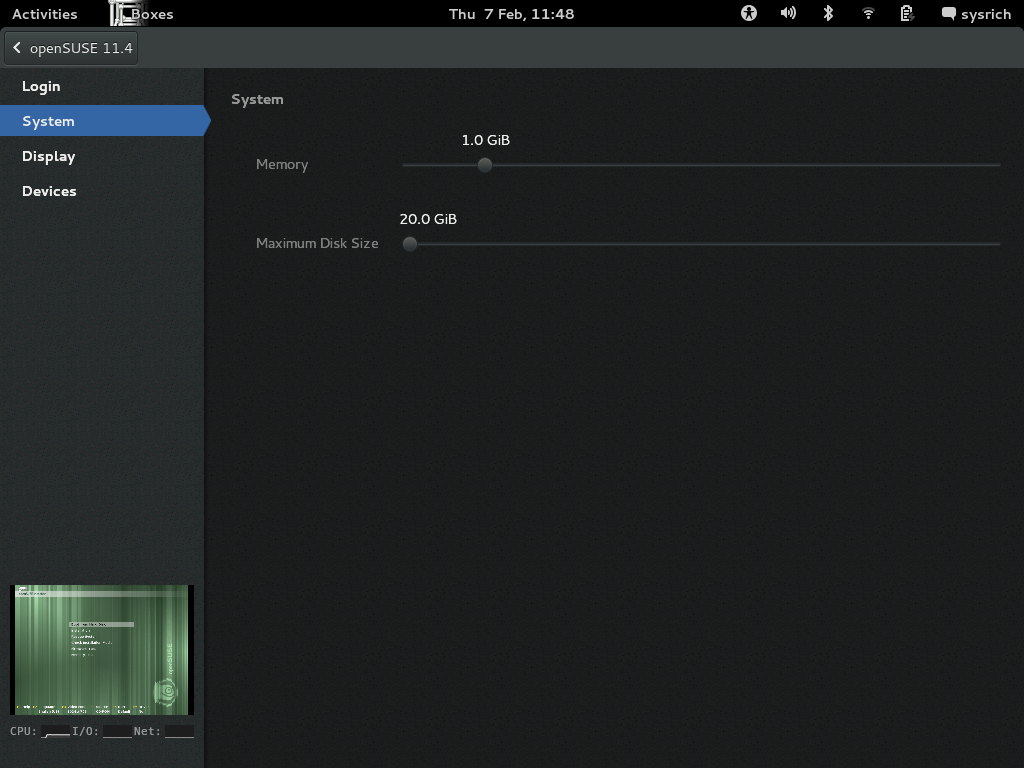 Activities
Boxes
Thu 7 Feb, 11:48
sysrich
openSUSE 11.4
Login
System
Display
Devices
System
1.0 GiB
Memory
20.0 GiB
Maximum Disk Size
openSUSE
CPU: I/O: Net: